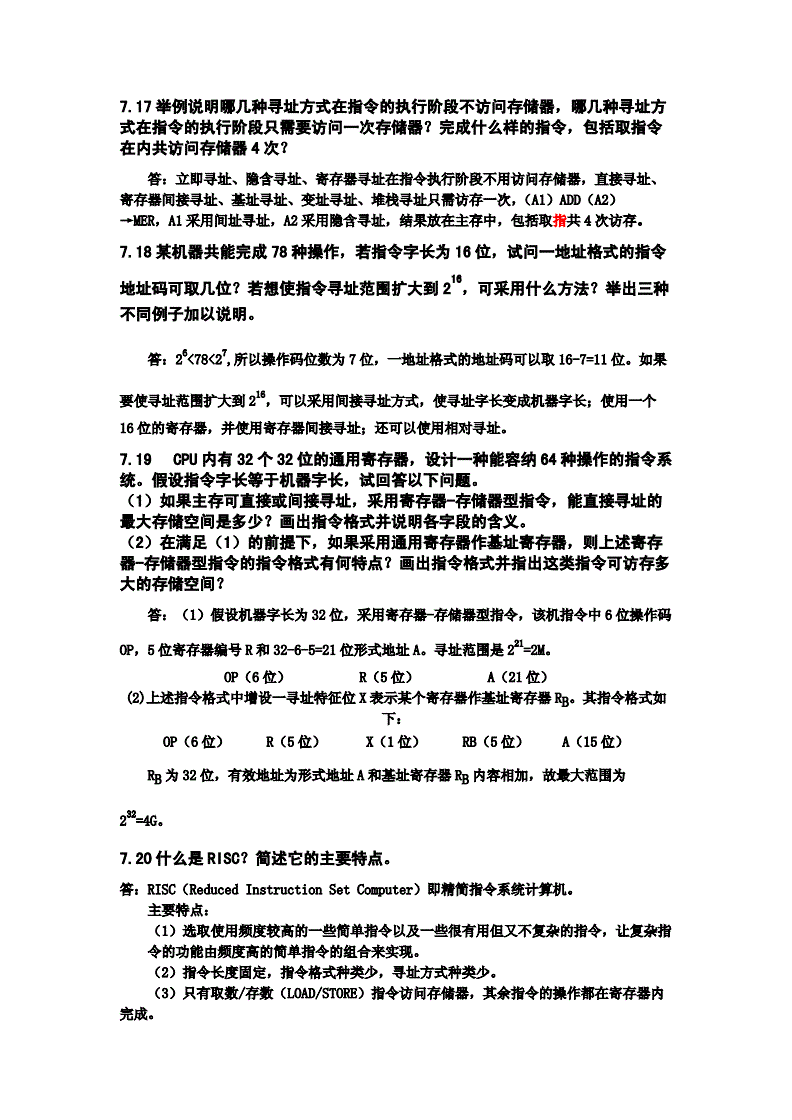 7.17 举例说明哪几种寻址方式在指令的执行阶段不访问存储器，哪几种寻址方
式在指令的执行阶段只需要访问一次存储器？完成什么样的指令，包括取指令
在内共访问存储器 4 次？
答：立即寻址、隐含寻址、寄存器寻址在指令执行阶段不用访问存储器，直接寻址、
寄存器间接寻址、基址寻址、变址寻址、堆栈寻址只需访存一次，（A1）ADD（A2）
→MER，A1 采用间址寻址，A2 采用隐含寻址，结果放在主存中，包括取指共 4 次访存。
7.18 某机器共能完成 78 种操作，若指令字长为 16 位，试问一地址格式的指令
地址码可取几位？若想使指令寻址范围扩大到 2^16，可采用什么方法？举出三种
不同例子加以说明。
答：2^6<78<2^7,所以操作码位数为 7 位，一地址格式的地址码可以取 16-7=11 位。如果
要使寻址范围扩大到 2^16，可以采用间接寻址方式，使寻址字长变成机器字长；使用一个
16 位的寄存器，并使用寄存器间接寻址；还可以使用相对寻址。
7.19 CPU 内有 32 个 32 位的通用寄存器，设计一种能容纳 64 种操作的指令系
统。假设指令字长等于机器字长，试回答以下问题。
（1）如果主存可直接或间接寻址，采用寄存器—存储器型指令，能直接寻址的
最大存储空间是多少？画出指令格式并说明各字段的含义。
（2）在满足（1）的前提下，如果采用通用寄存器作基址寄存器，则上述寄存
器—存储器型指令的指令格式有何特点？画出指令格式并指出这类指令可访存多
大的存储空间？
答：（1）假设机器字长为 32 位，采用寄存器—存储器型指令，该机指令中 6 位操作码
OP，5 位寄存器编号 R 和 32-6-5=21 位形式地址 A。寻址范围是 2^21=2M。
OP（6 位） R（5 位） A（21 位）
(2)上述指令格式中增设一寻址特征位 X 表示某个寄存器作基址寄存器 RB。其指令格式如
下：
OP（6 位） R（5 位） X（1 位） RB（5 位） A（15 位）
RB 为 32 位，有效地址为形式地址 A 和基址寄存器 RB 内容相加，故最大范围为
2^32=4G。
7.20 什么是 RISC？简述它的主要特点。
答：RISC（Reduced Instruction Set Computer）即精简指令系统计算机。
主要特点：
（1）选取使用频度较高的一些简单指令以及一些很有用但又不复杂的指令，让复杂指
令的功能由频度高的简单指令的组合来实现。
（2）指令长度固定，指令格式种类少，寻址方式种类少。
（3）只有取数/存数（LOAD/STORE）指令访问存储器，其余指令的操作都在寄存器内
完成。